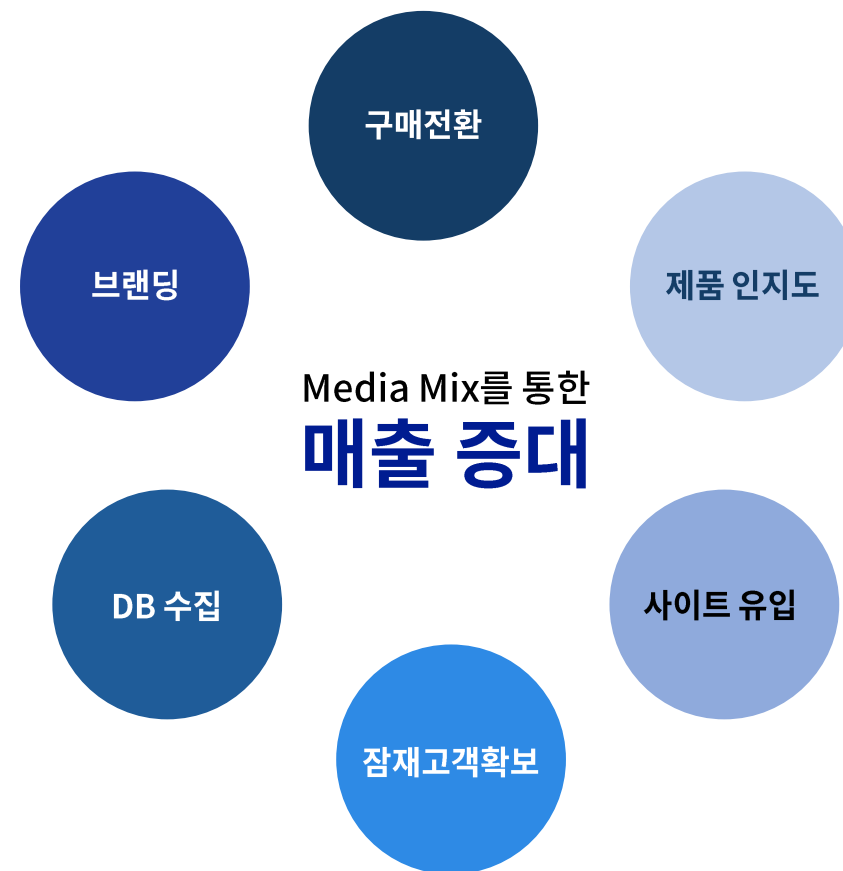 구매전환
브랜딩
제품 인지도
Media Mix를 통한
매출 증대
DB 수집
사이트 유입
잠재고객확보